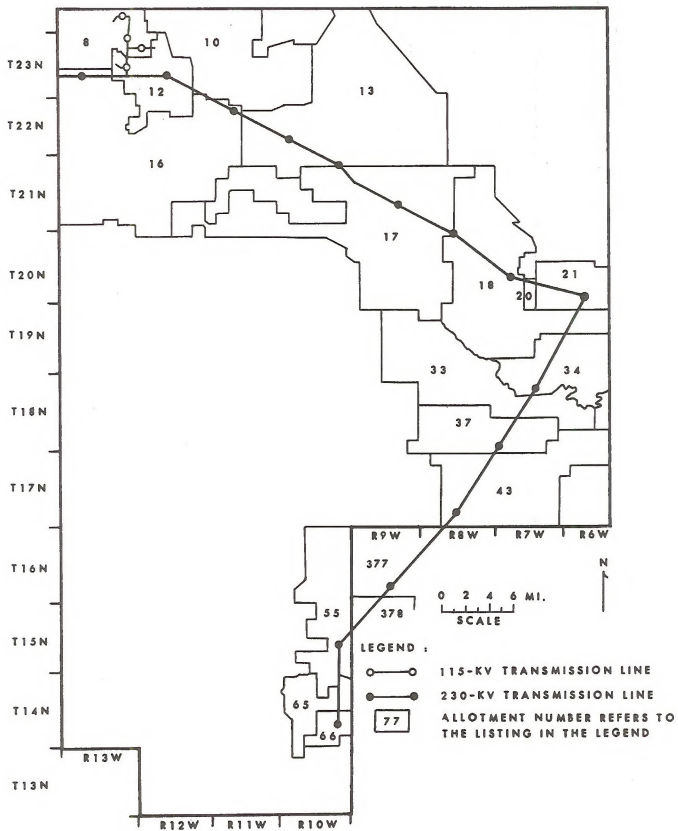 8
10
T23N
12
13
T22N
16
T21N
17
T20N
18
20
21
T19N
33
34
T18N
37
T17N
43
R9W
R8W
R7W
R6W
T16N
377
N
0 2 4 6 MI.
SCALE
55
378
T15N
LEGEND :
115-KV TRANSMISSION LINE
230-KV TRANSMISSION LINE
65
T14N
66
77
ALLOTMENT NUMBER REFERS TO
THE LISTING IN THE LEGEND
R13W
T13N
R12W
R11W
R10W